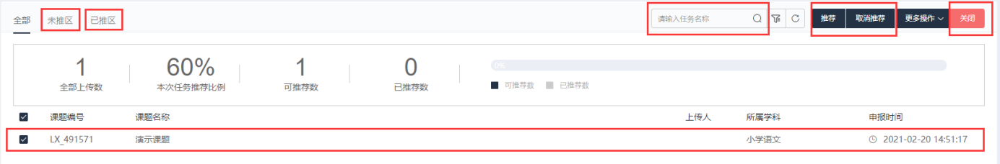 全部 未推区 已推区 请输入任务名称 推荐 取消推荐 更多操作 关闭
1 60% 1 0 0%
全部上传数 本次任务推荐比例 可推荐数 已推荐数 可推荐数 已推荐数
课题编号 课题名称 上传人 所属学科 申报时间
LX_491571 演示课题 小学语文 2021-02-20 14:51:17